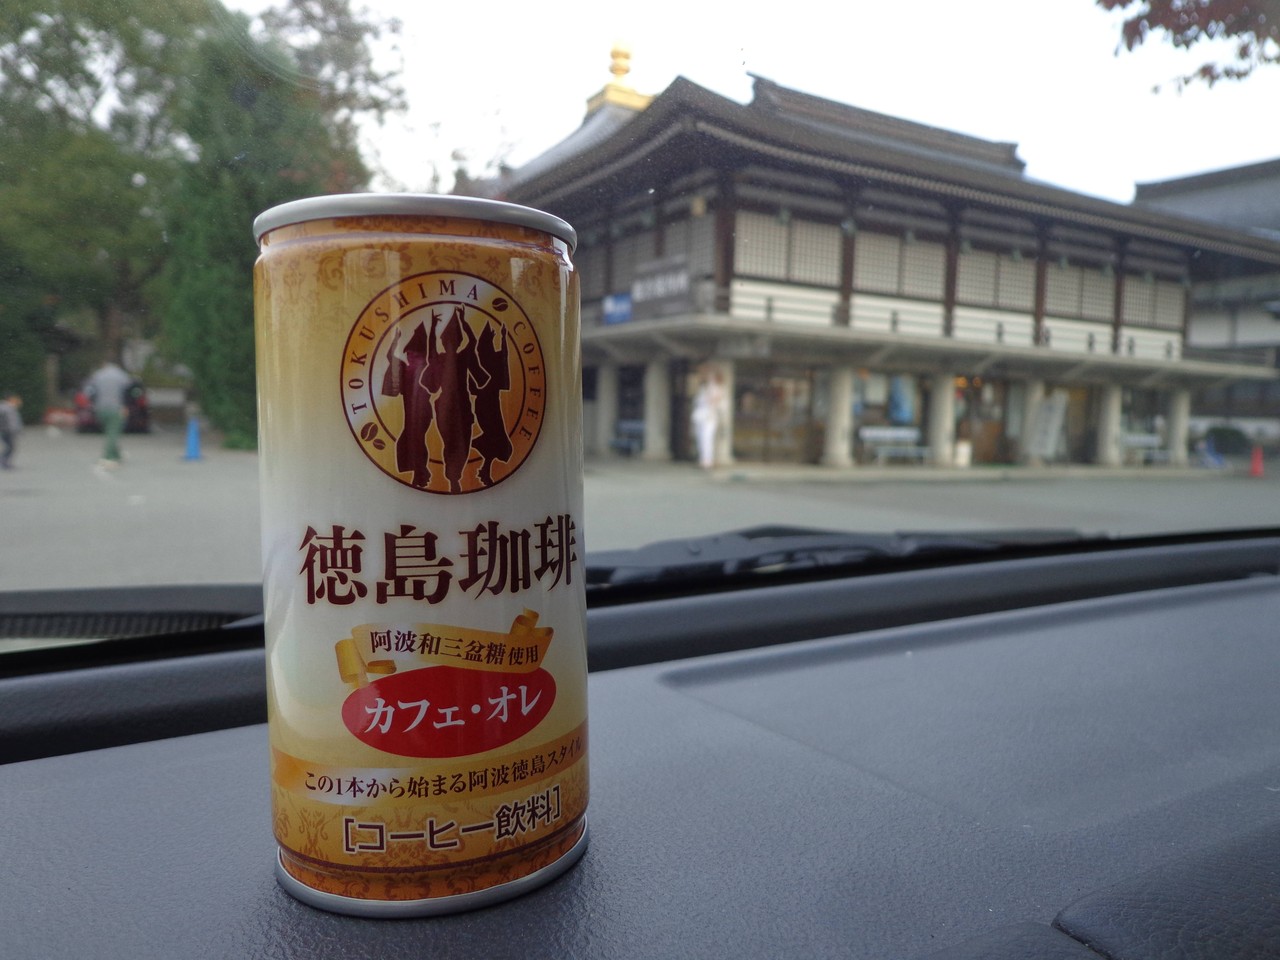 TOKUSHIMA COFFEE
徳島珈琲
阿波和三盆糖使用
カフェ・オレ
この1本から始まる阿波徳島スタイル
[コーヒー飲料]